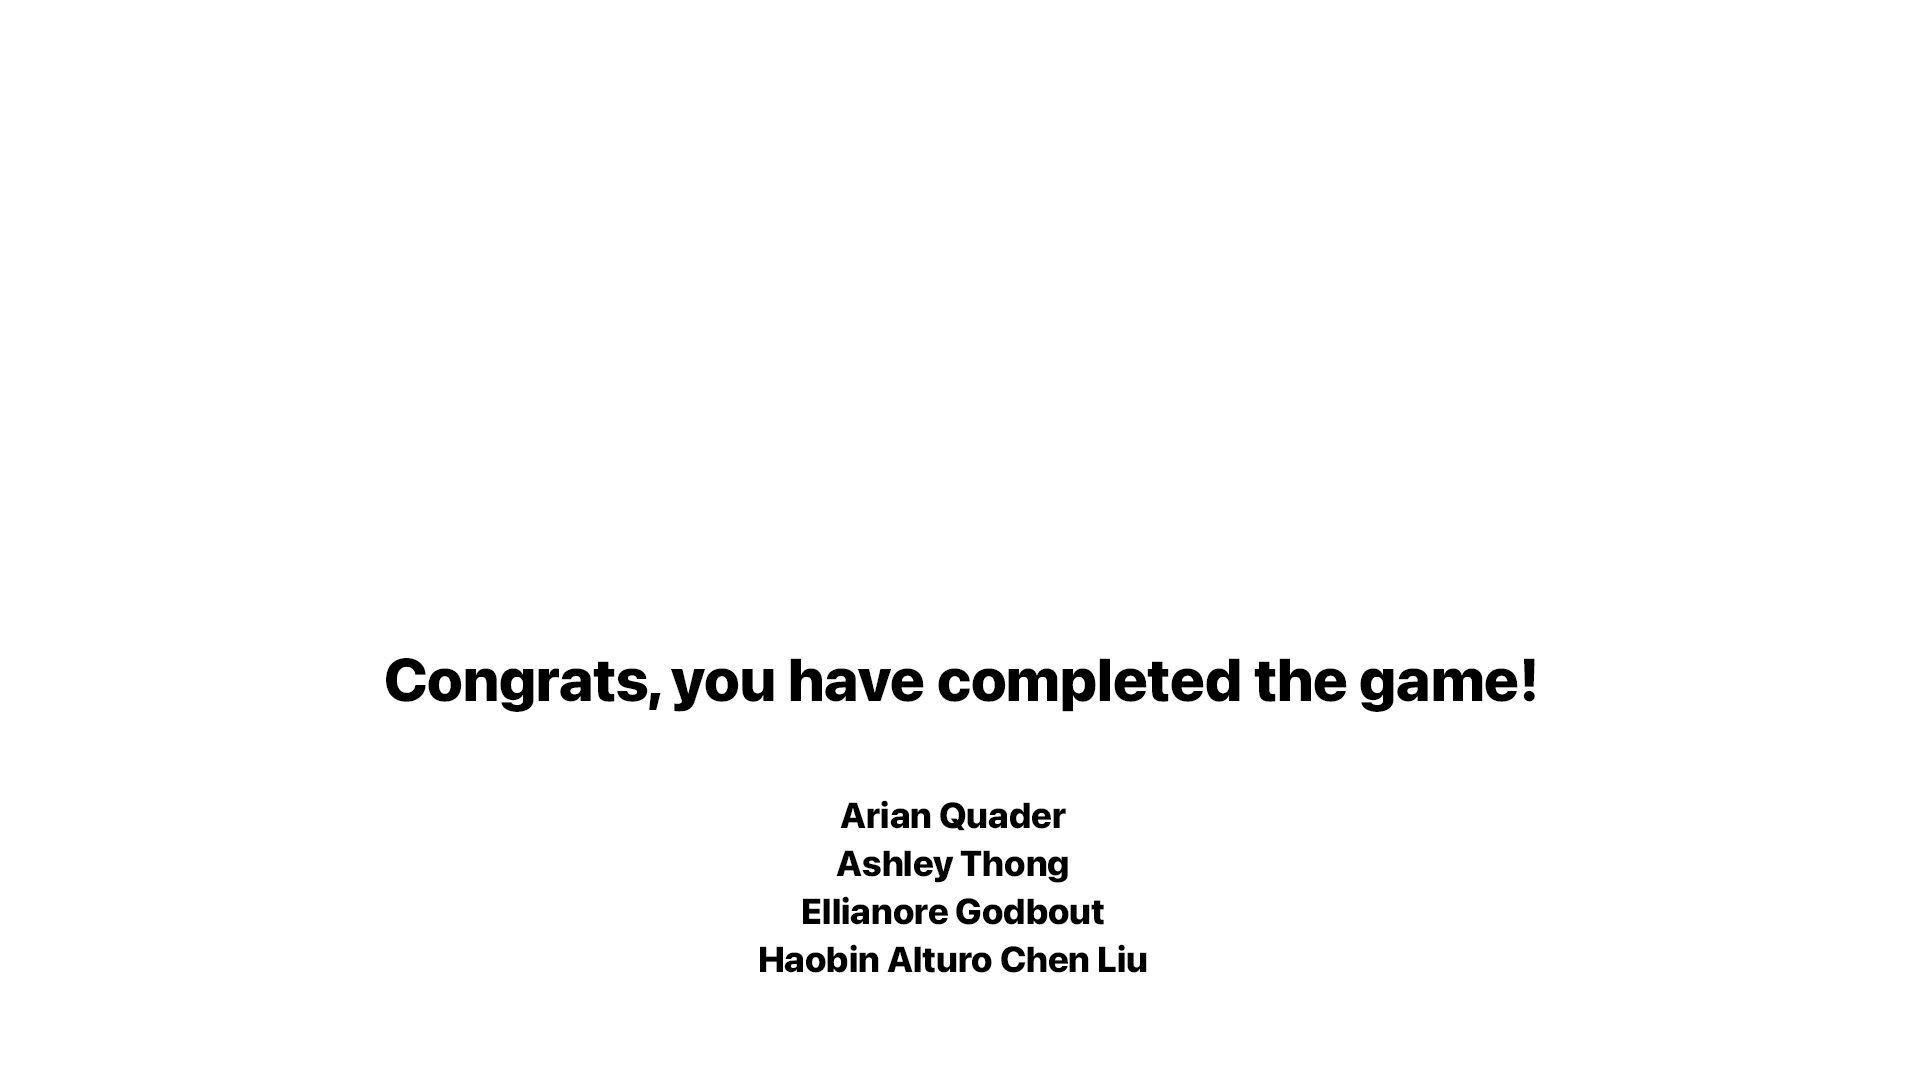 Congrats, you have completed the game!
Arian Quader
Ashley Thong
Ellianore Godbout
Haobin Alturo Chen Liu